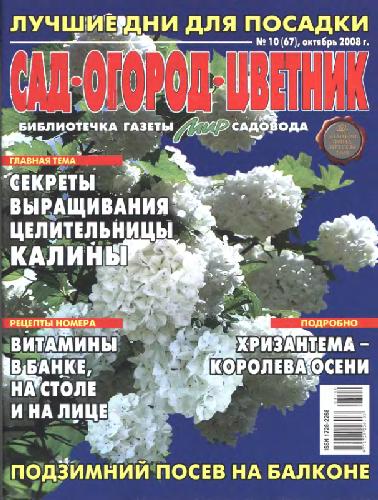 ЛУЧШИЕ ДНИ ДЛЯ ПОСАДКИ
№ 10 (67), октябрь 2008 г.
САД·ОГОРОД·ЦВЕТНИК
БИБЛИОТЕЧКА ГАЗЕТЫ Мир САДОВОДА
ГЛАВНАЯ ТЕМА
СЕКРЕТЫ
ВЫРАЩИВАНИЯ
ЦЕЛИТЕЛЬНИЦЫ
КАЛИНЫ
РЕЦЕПТЫ НОМЕРА
ВИТАМИНЫ
В БАНКЕ,
НА СТОЛЕ
И НА ЛИЦЕ
ПОДРОБНО
ХРИЗАНТЕМА –
КОРОЛЕВА ОСЕНИ
ПОДЗИМНИЙ ПОСЕВ НА БАЛКОНЕ